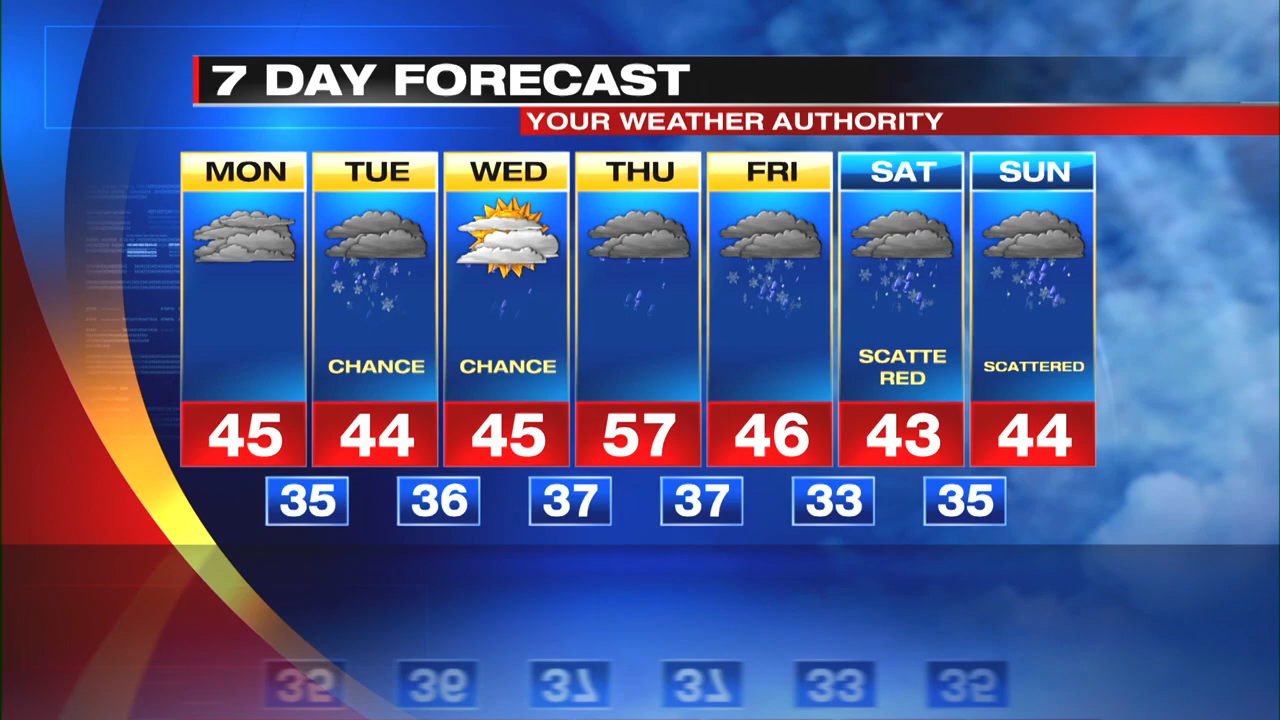 7 DAY FORECAST
YOUR WEATHER AUTHORITY
MON TUE WED THU FRI SAT SUN
CHANCE CHANCE SCATTE
RED SCATTERED
45 44 45 57 46 43 44
35 36 37 37 33 35